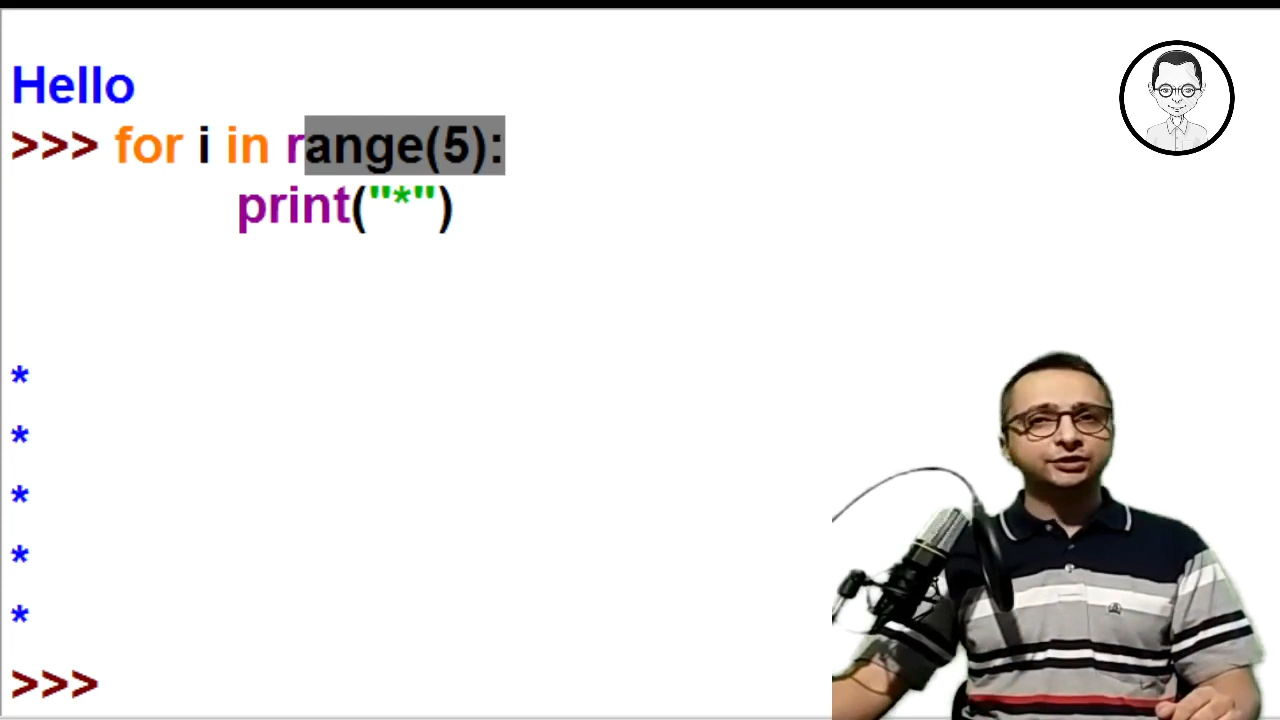 Hello
>>> for i in range(5):
print("*")
*
*
*
*
*
>>>